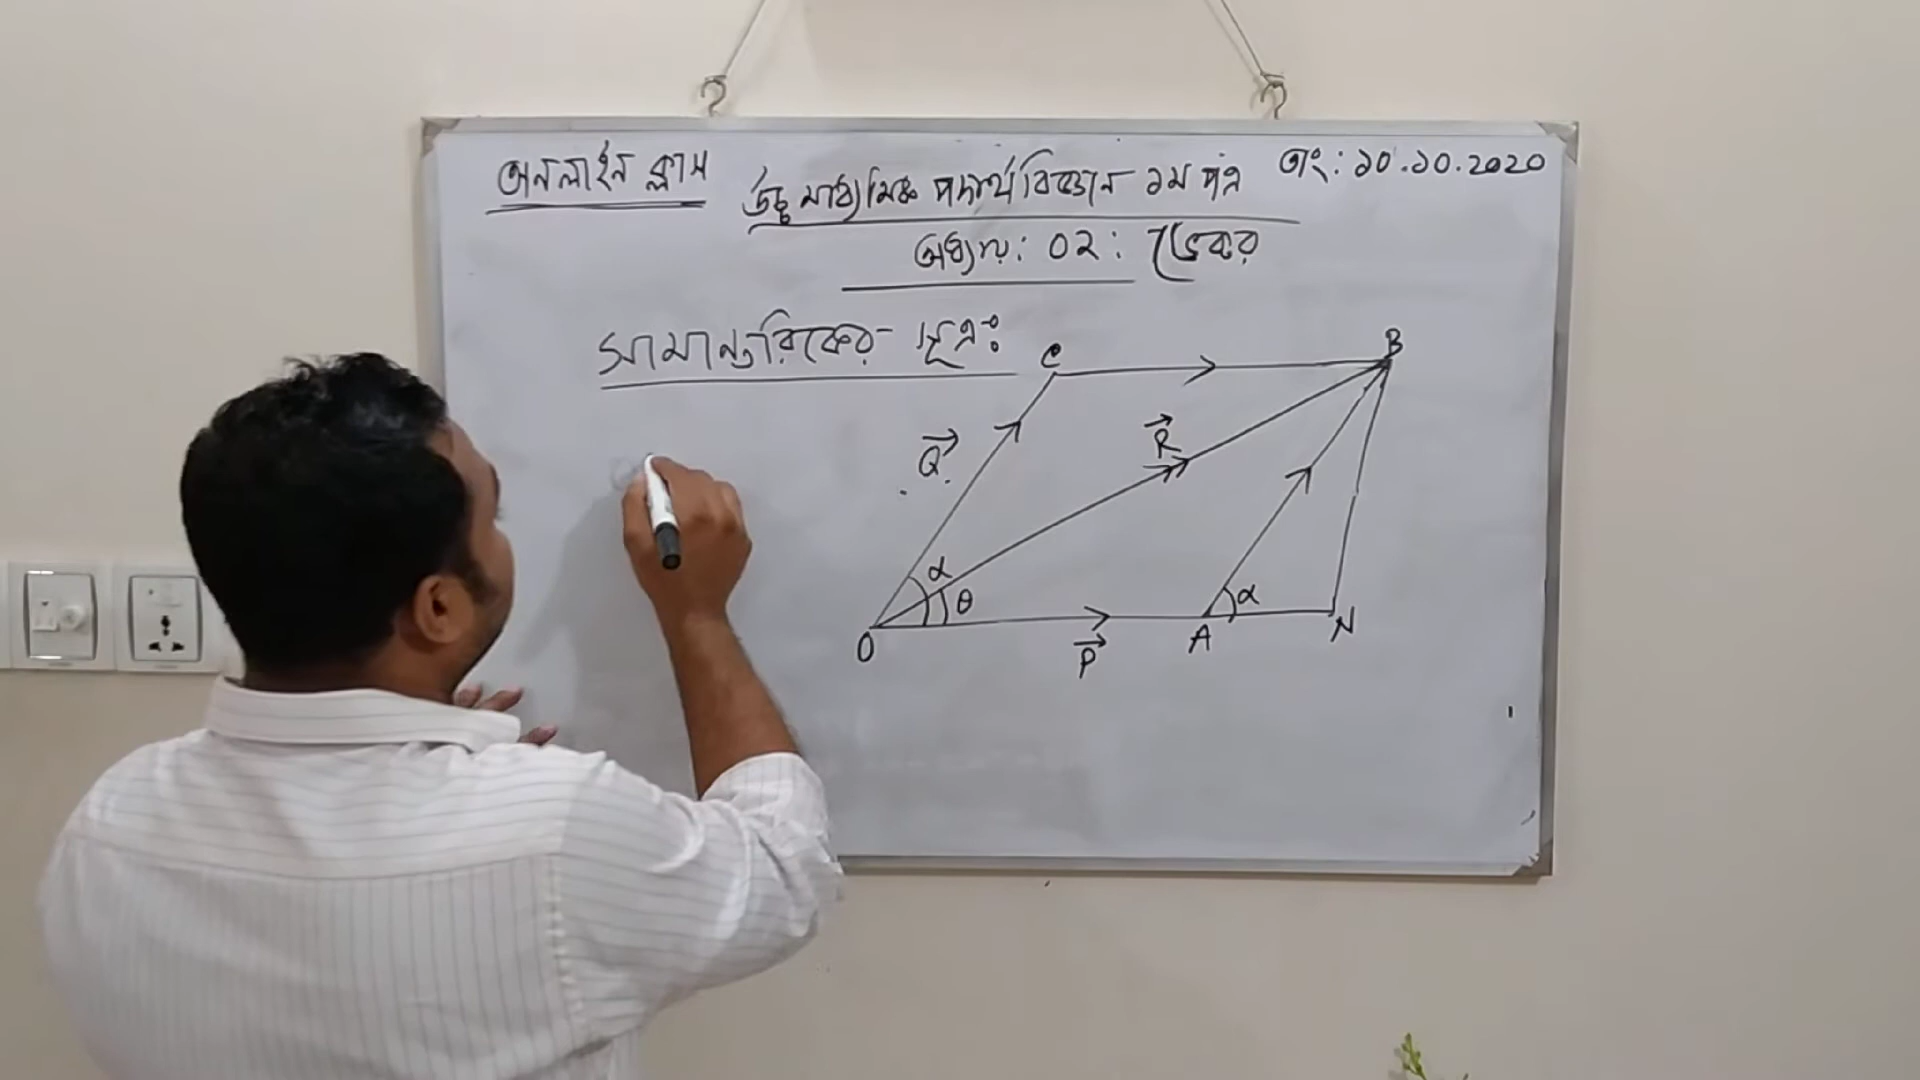 অনলাইন ক্লাস
উচ্চ মাধ্যমিক পদার্থবিজ্ঞান ১ম পত্র
তাং: ১০.১০.২০২০
অধ্যায়: ০২: ভেক্টর
সামান্তরিকের সূত্রঃ
C
B
Q
R
α
θ
α
O
P
A
N